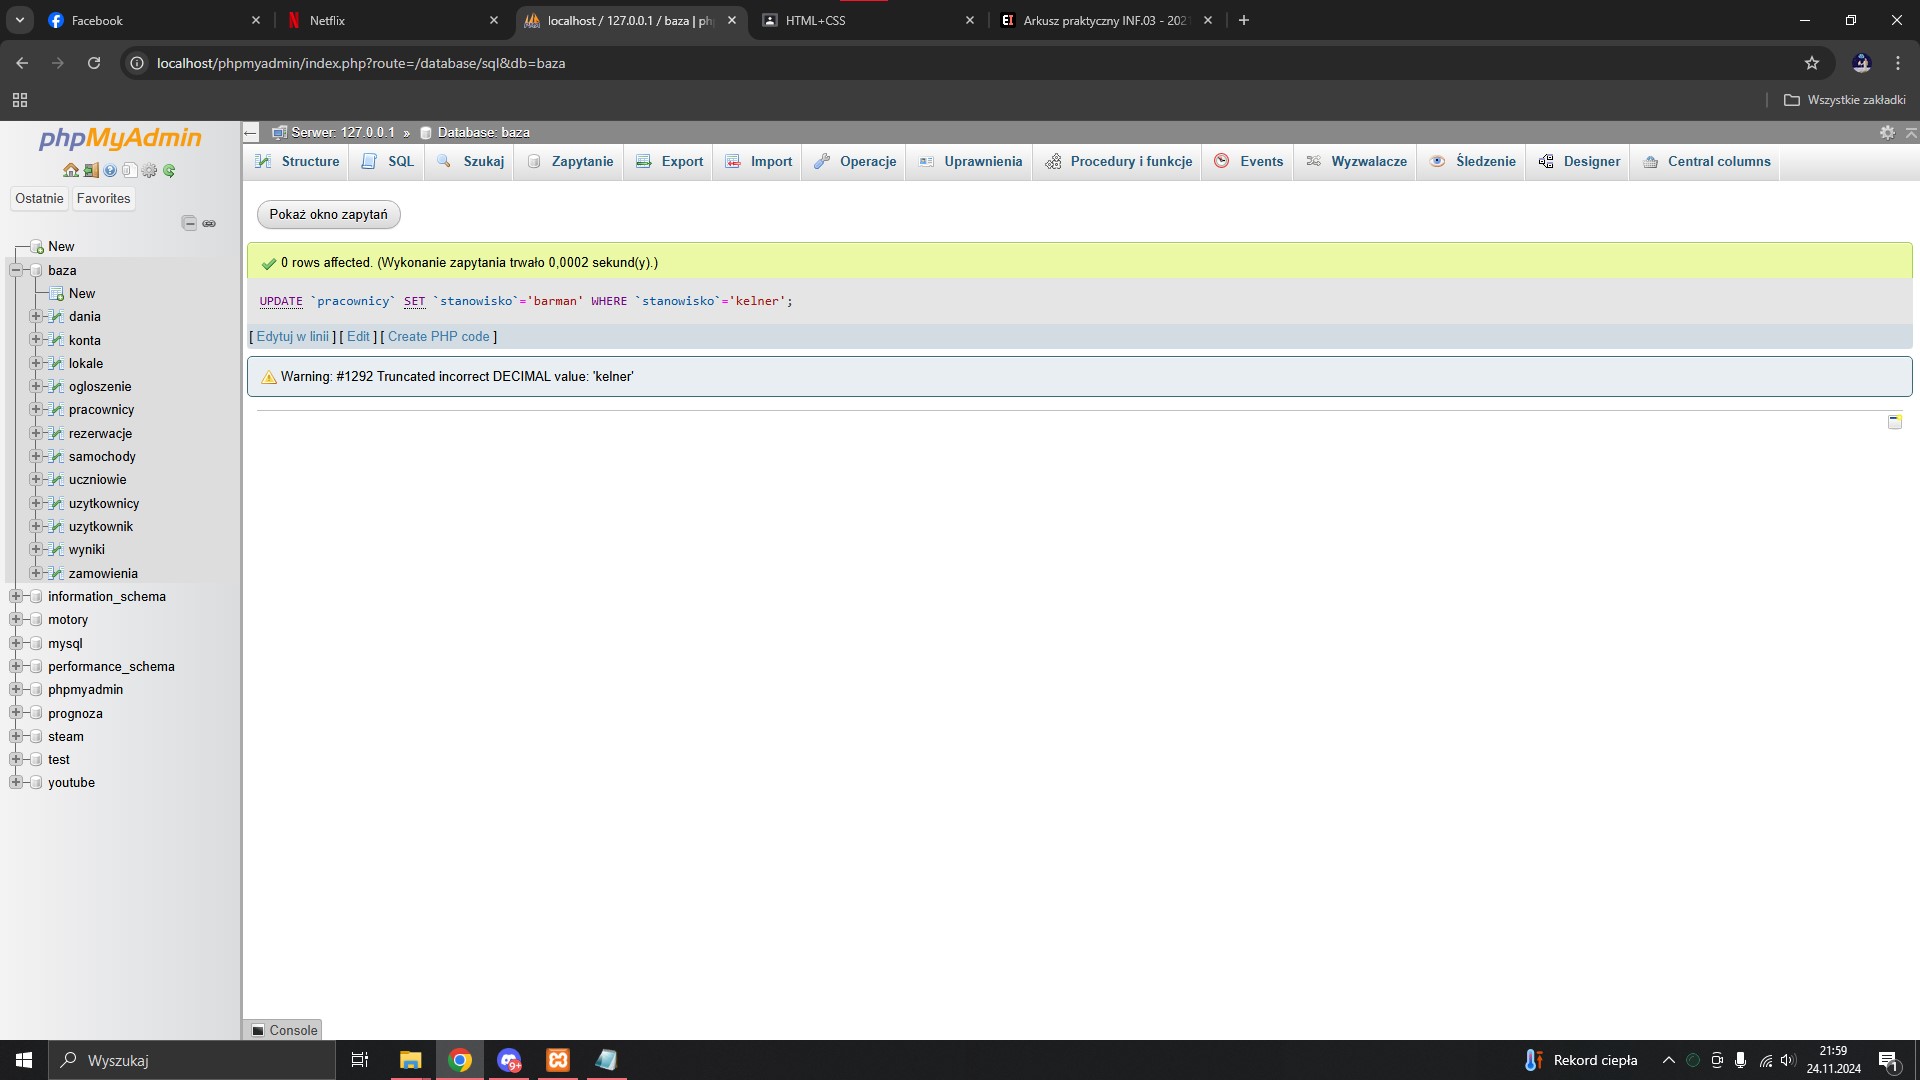 Facebook
Netflix
localhost / 127.0.0.1 / baza | ph
HTML+CSS
EI Arkusz praktyczny INF.03 - 202
localhost/phpmyadmin/index.php?route=/database/sql&db=baza
Wszystkie zakładki
phpMyAdmin
Ostatnie
Favorites
New
baza
New
dania
konta
lokale
ogloszenie
pracownicy
rezerwacje
samochody
uczniowie
uzytkownicy
uzytkownik
wyniki
zamowienia
information_schema
motory
mysql
performance_schema
phpmyadmin
prognoza
steam
test
youtube
Serwer: 127.0.0.1 » Database: baza
Structure
SQL
Szukaj
Zapytanie
Export
Import
Operacje
Uprawnienia
Procedury i funkcje
Events
Wyzwalacze
Śledzenie
Designer
Central columns
Pokaż okno zapytań
0 rows affected. (Wykonanie zapytania trwało 0,0002 sekund(y).)
UPDATE `pracownicy` SET `stanowisko`='barman' WHERE `stanowisko`='kelner';
[ Edytuj w linii ] [ Edit ] [ Create PHP code ]
Warning: #1292 Truncated incorrect DECIMAL value: 'kelner'
Console
Wyszukaj
9+
Rekord ciepła
21:59
24.11.2024
1